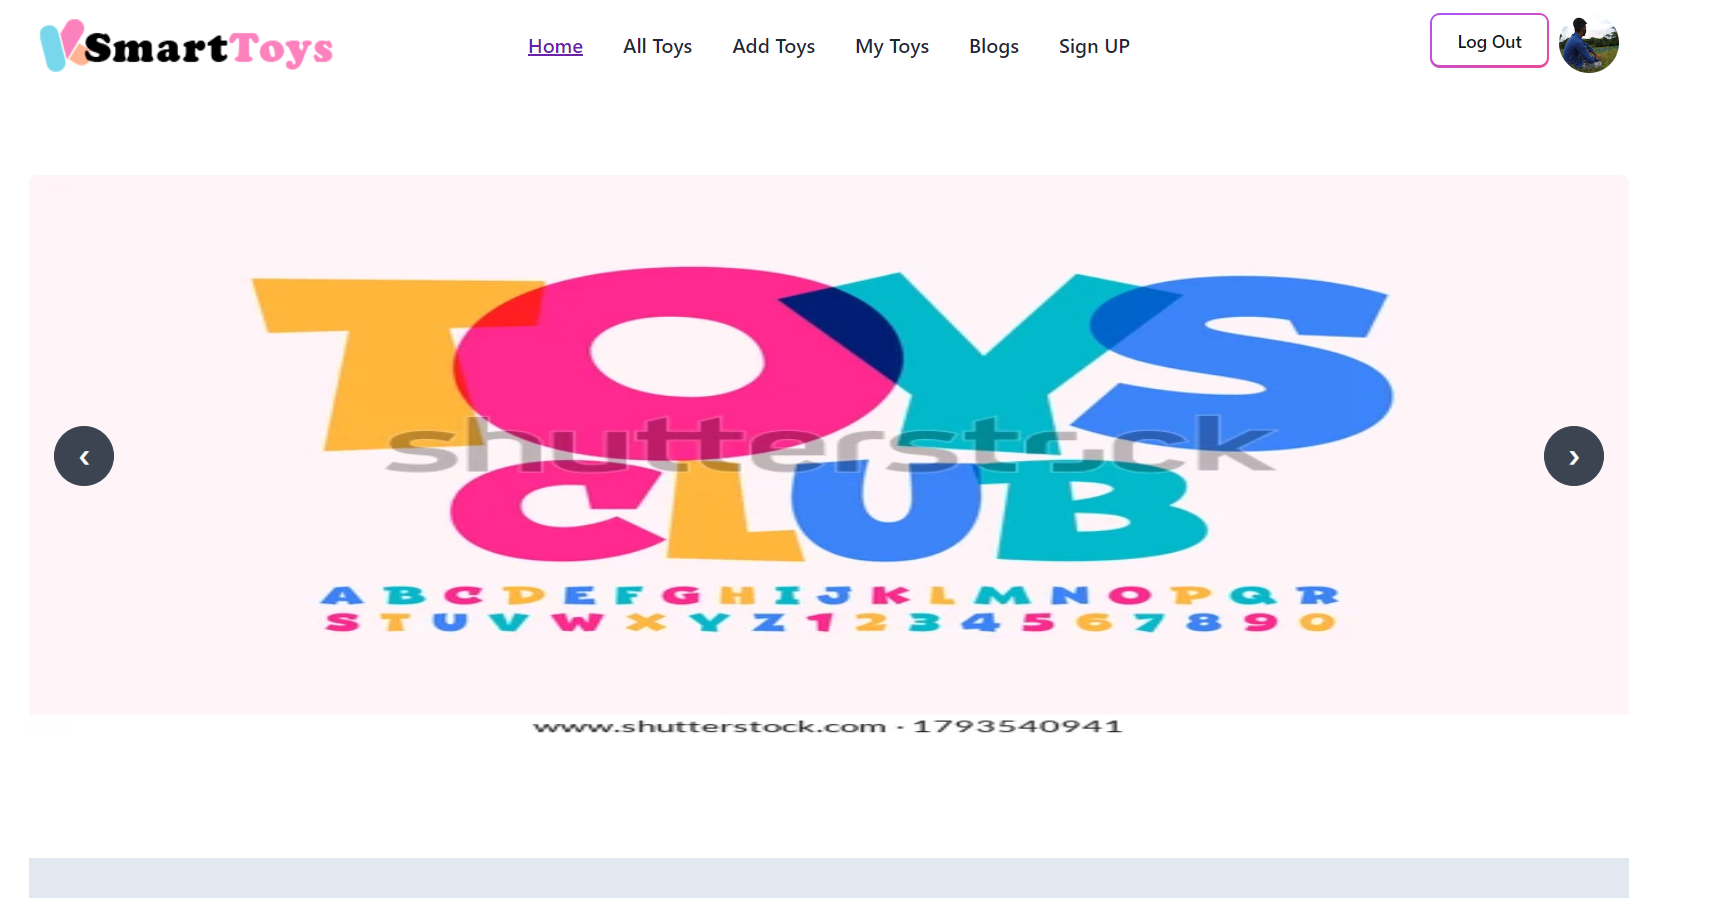 SmartToys
Home All Toys Add Toys My Toys Blogs Sign UP
Log Out
TOYS
shutterstock
CLUB
A B C D E F G H I J K L M N O P Q R
S T U V W X Y Z 1 2 3 4 5 6 7 8 9 0
www.shutterstock.com · 1793540941